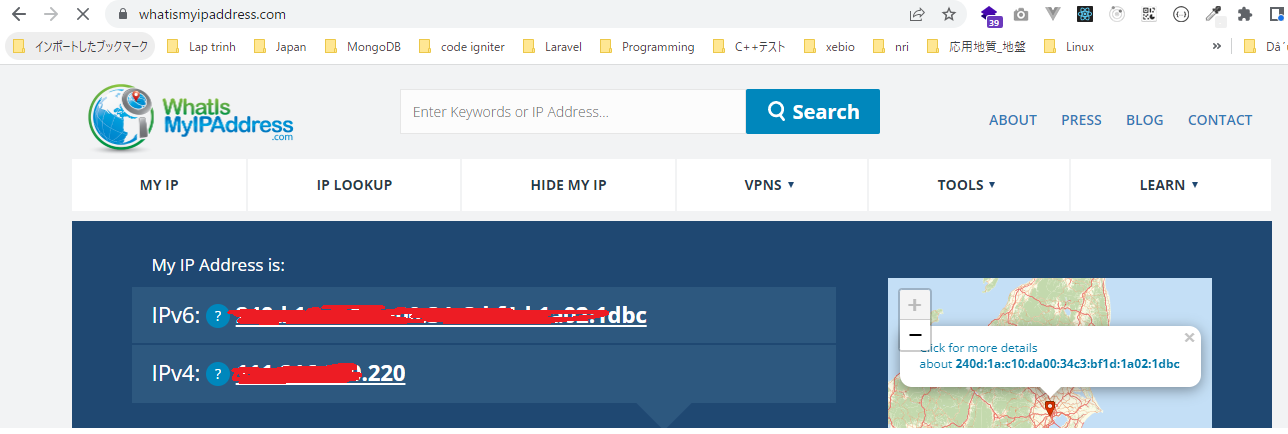 whatismyipaddress.com
39
インポートしたブックマーク Lap trinh Japan MongoDB code igniter Laravel Programming C++テスト xebio nri 応用地質_地盤 Linux »
WhatIs
MyIPAddress
.com
Enter Keywords or IP Address...
Search
ABOUT PRESS BLOG CONTACT
MY IP IP LOOKUP HIDE MY IP VPNS ▼ TOOLS ▼ LEARN ▼
My IP Address is:
IPv6: ? dbc
IPv4: ? .220
+
−
×
Click for more details
about 240d:1a:c10:da00:34c3:bf1d:1a02:1dbc